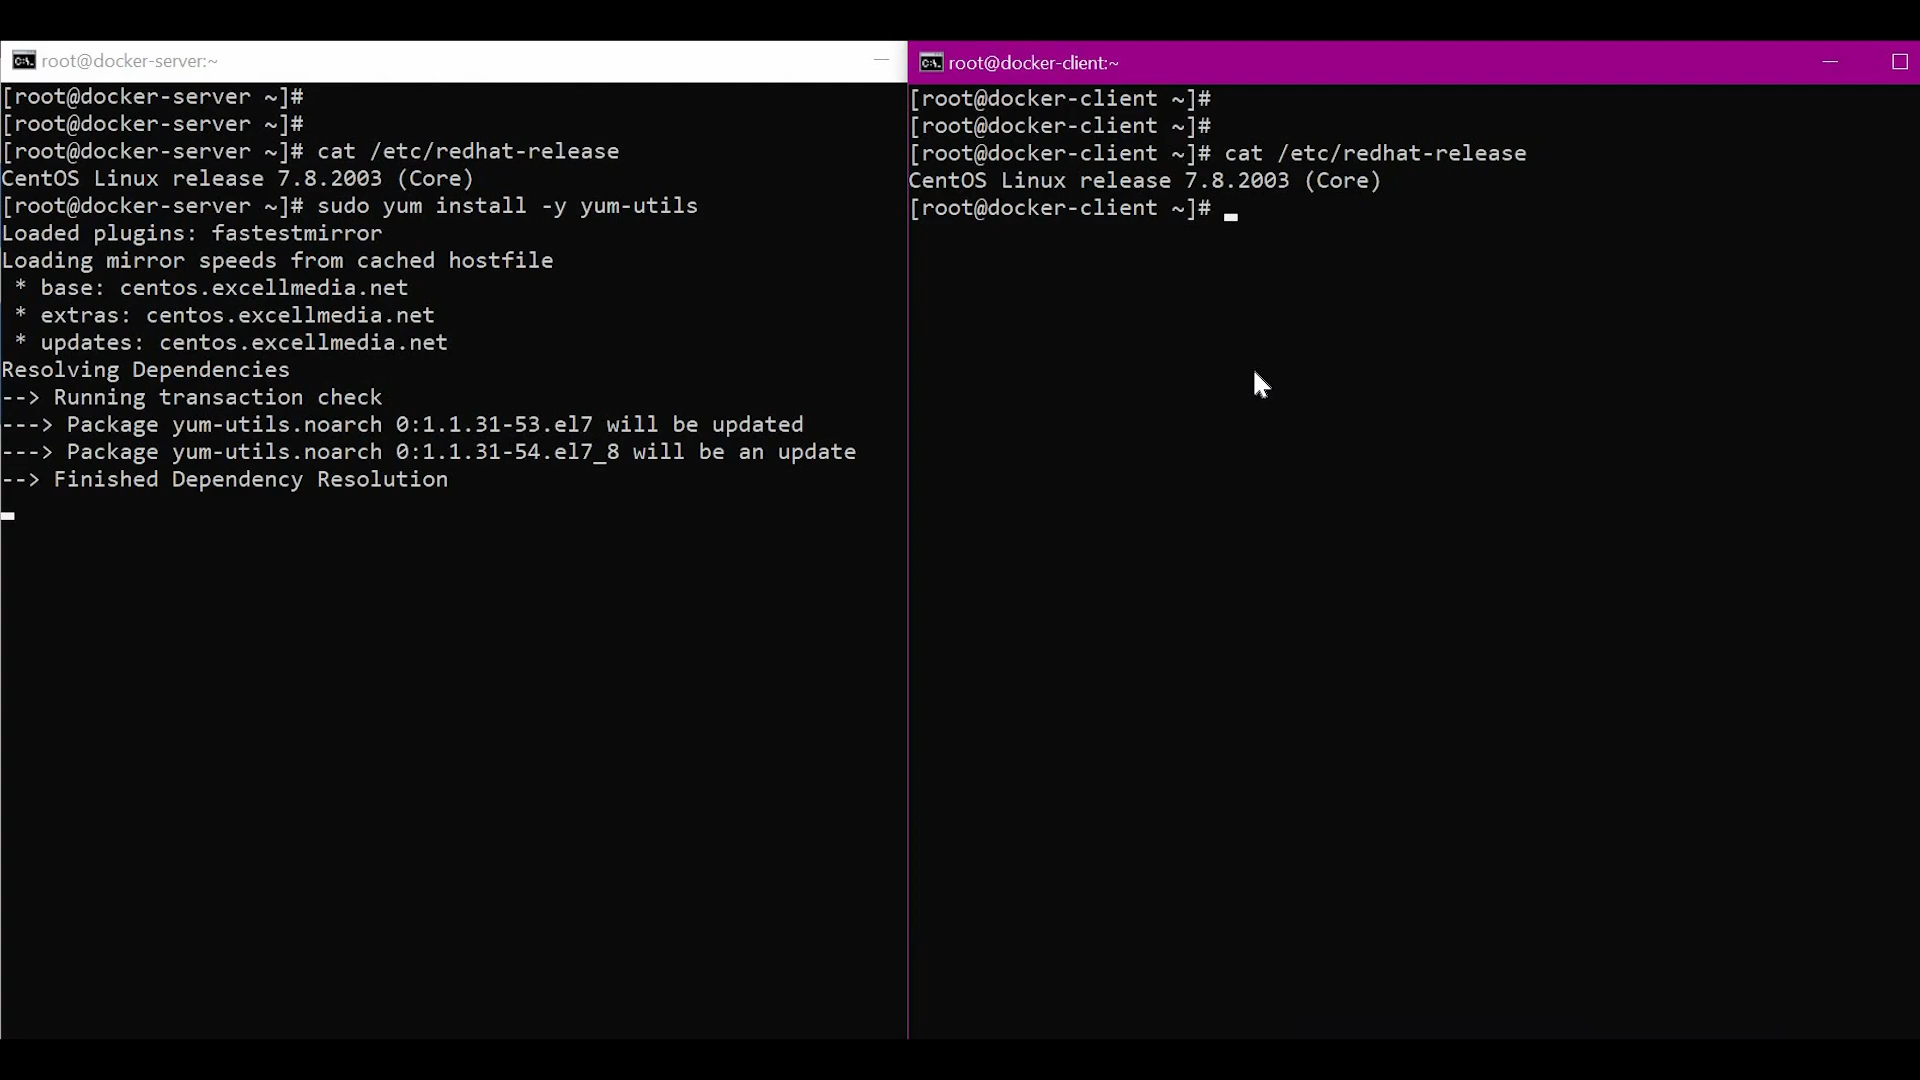 root@docker-server:~
[root@docker-server ~]#
[root@docker-server ~]#
[root@docker-server ~]# cat /etc/redhat-release
CentOS Linux release 7.8.2003 (Core)
[root@docker-server ~]# sudo yum install -y yum-utils
Loaded plugins: fastestmirror
Loading mirror speeds from cached hostfile
 * base: centos.excellmedia.net
 * extras: centos.excellmedia.net
 * updates: centos.excellmedia.net
Resolving Dependencies
--> Running transaction check
---> Package yum-utils.noarch 0:1.1.31-53.el7 will be updated
---> Package yum-utils.noarch 0:1.1.31-54.el7_8 will be an update
--> Finished Dependency Resolution
root@docker-client:~
[root@docker-client ~]#
[root@docker-client ~]#
[root@docker-client ~]# cat /etc/redhat-release
CentOS Linux release 7.8.2003 (Core)
[root@docker-client ~]#